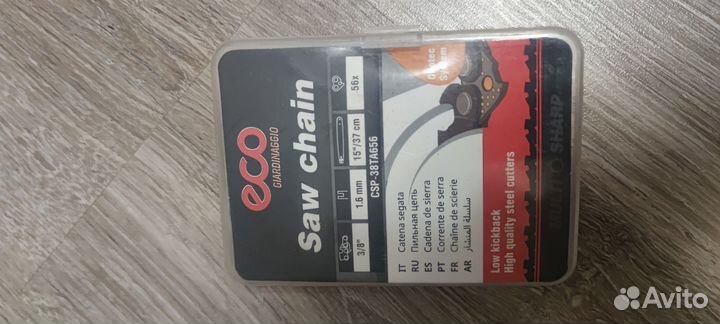 eco
GIARDINAGGIO
Saw chain
3/8"
1.6 mm
15"/37 cm
56x
CSP-38TA656
IT Catena segata
RU Пильная цепь
ES Cadena de sierra
PT Corrente de serra
FR Chaîne de scierie
AR سلسلة المنشار
System
Low kickback
High quality steel cutters
SHARP
Avito